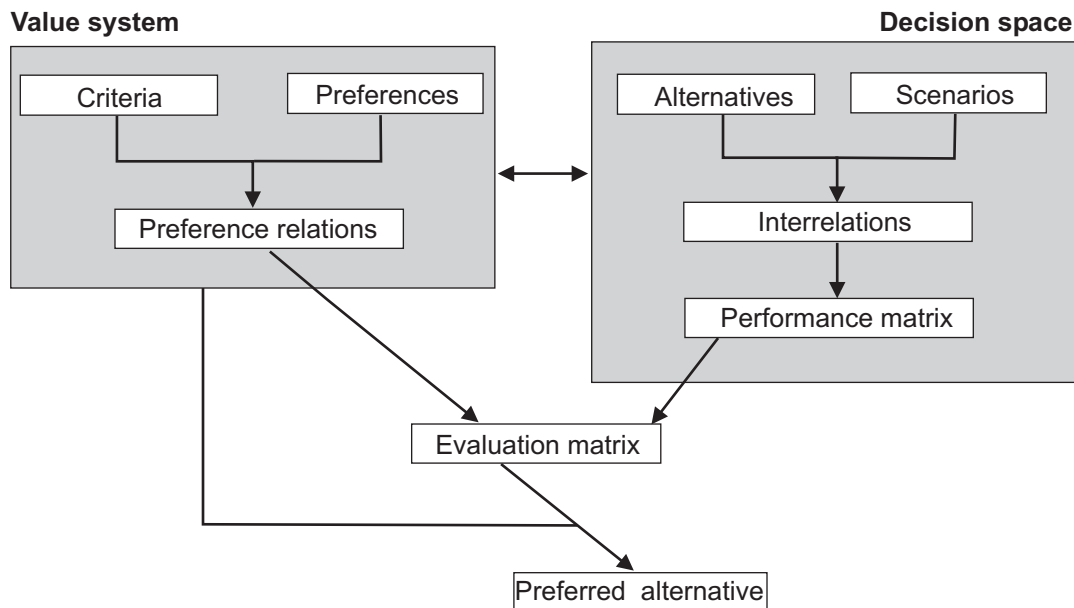 Value system
Decision space
Criteria
Preferences
Alternatives
Scenarios
Preference relations
Interrelations
Performance matrix
Evaluation matrix
Preferred alternative